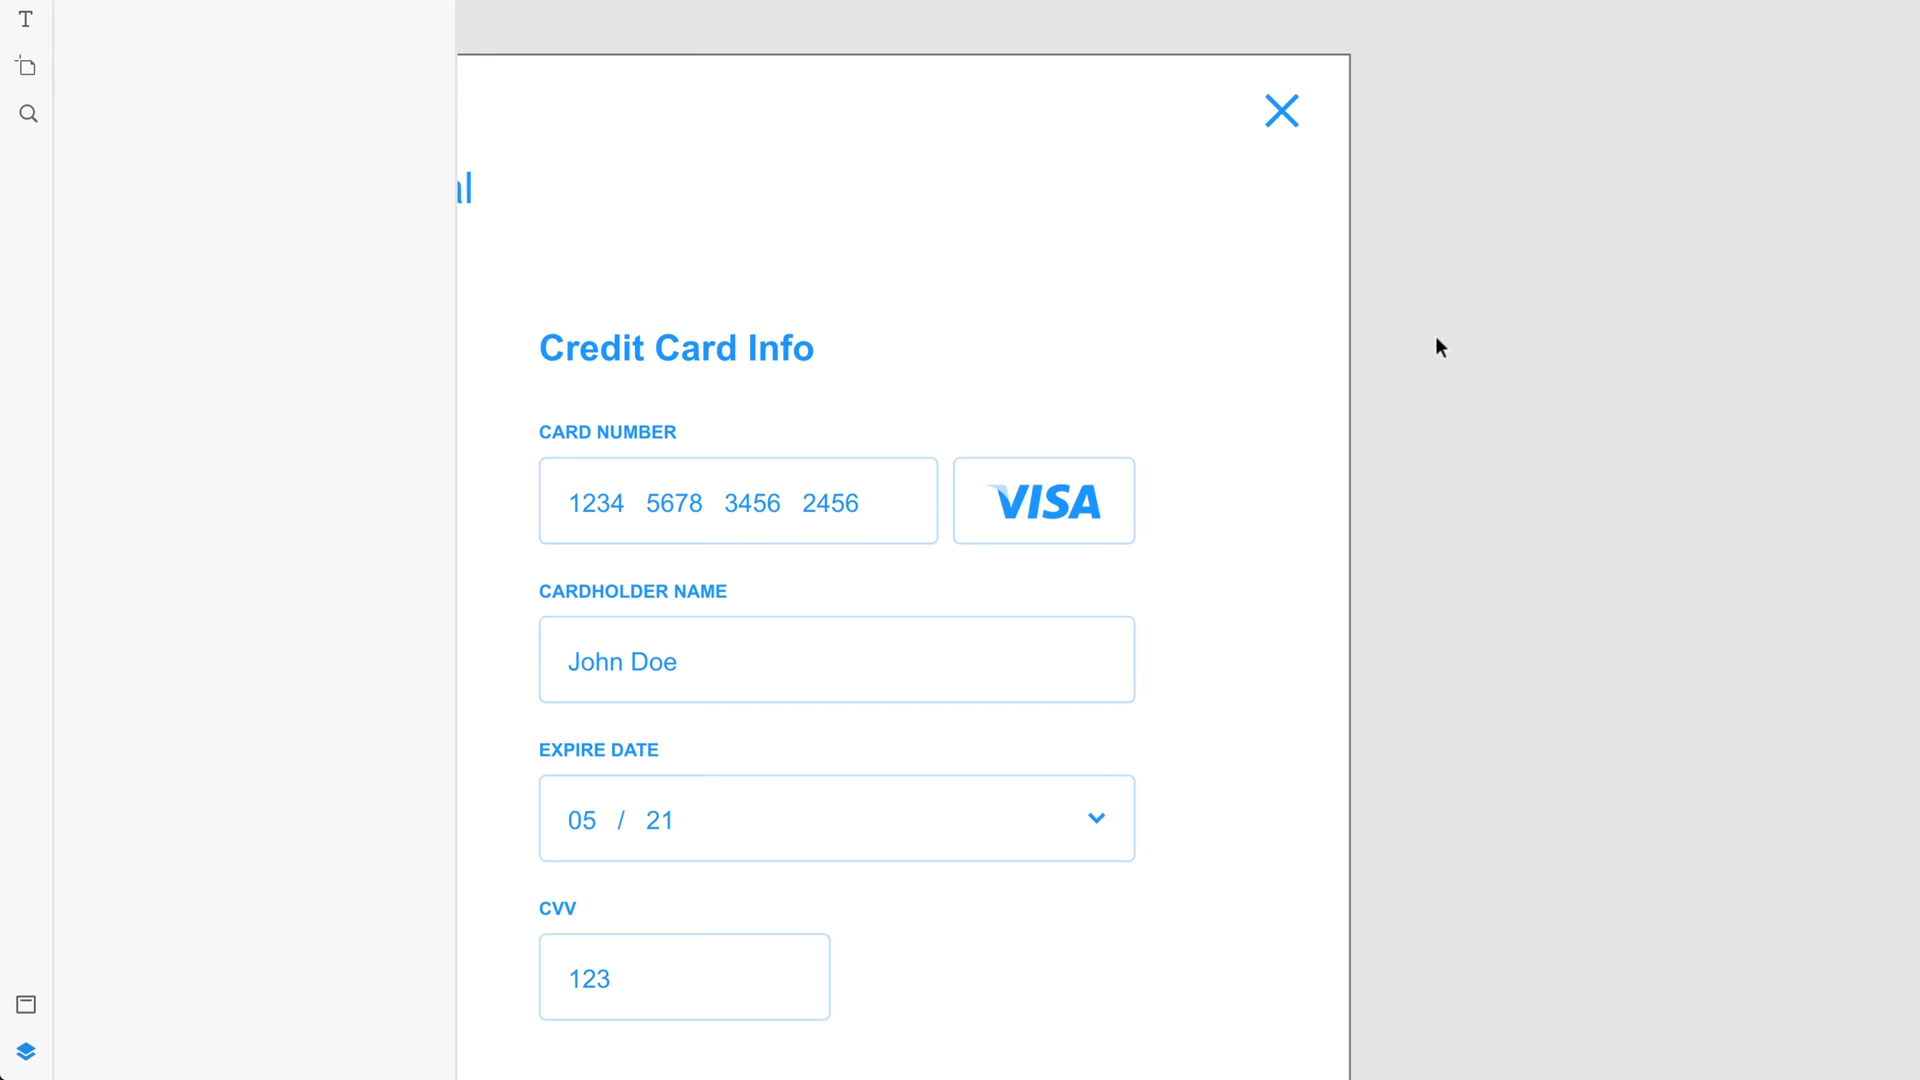 Credit Card Info
CARD NUMBER
1234 5678 3456 2456
VISA
CARDHOLDER NAME
John Doe
EXPIRE DATE
05 / 21
CVV
123